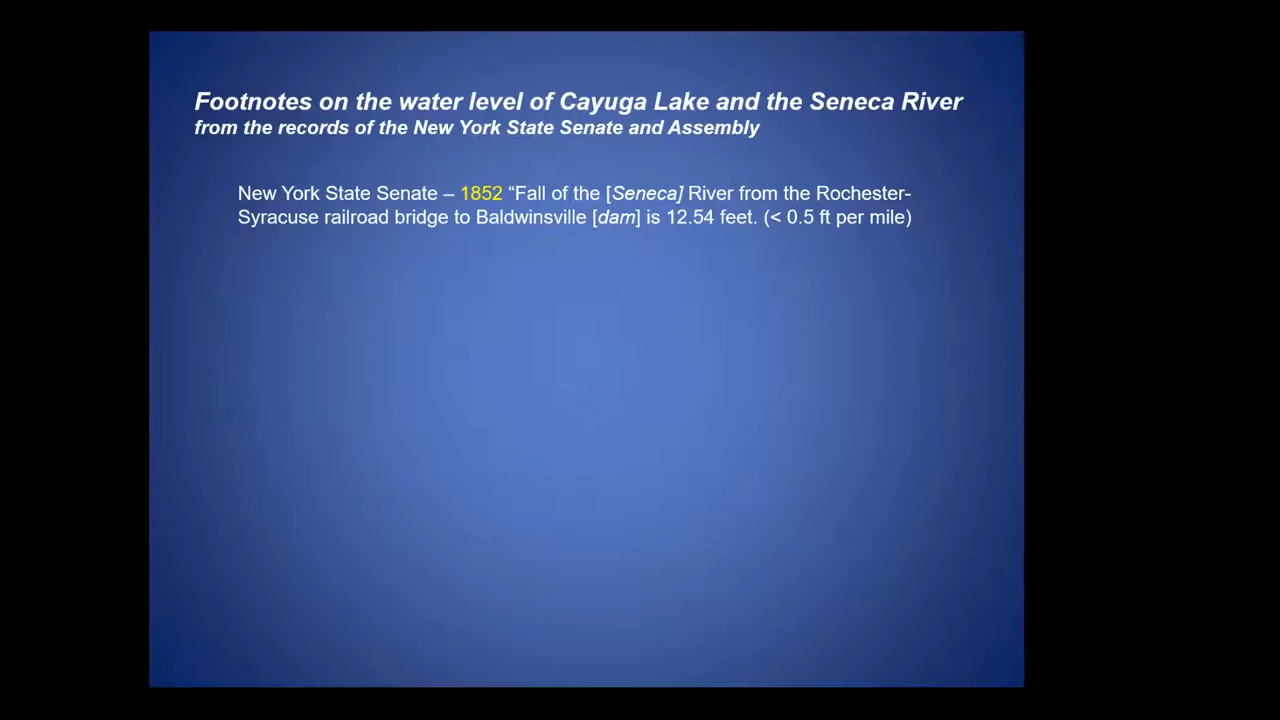 Footnotes on the water level of Cayuga Lake and the Seneca River
from the records of the New York State Senate and Assembly
New York State Senate – 1852 “Fall of the [Seneca] River from the Rochester-
Syracuse railroad bridge to Baldwinsville [dam] is 12.54 feet. (< 0.5 ft per mile)